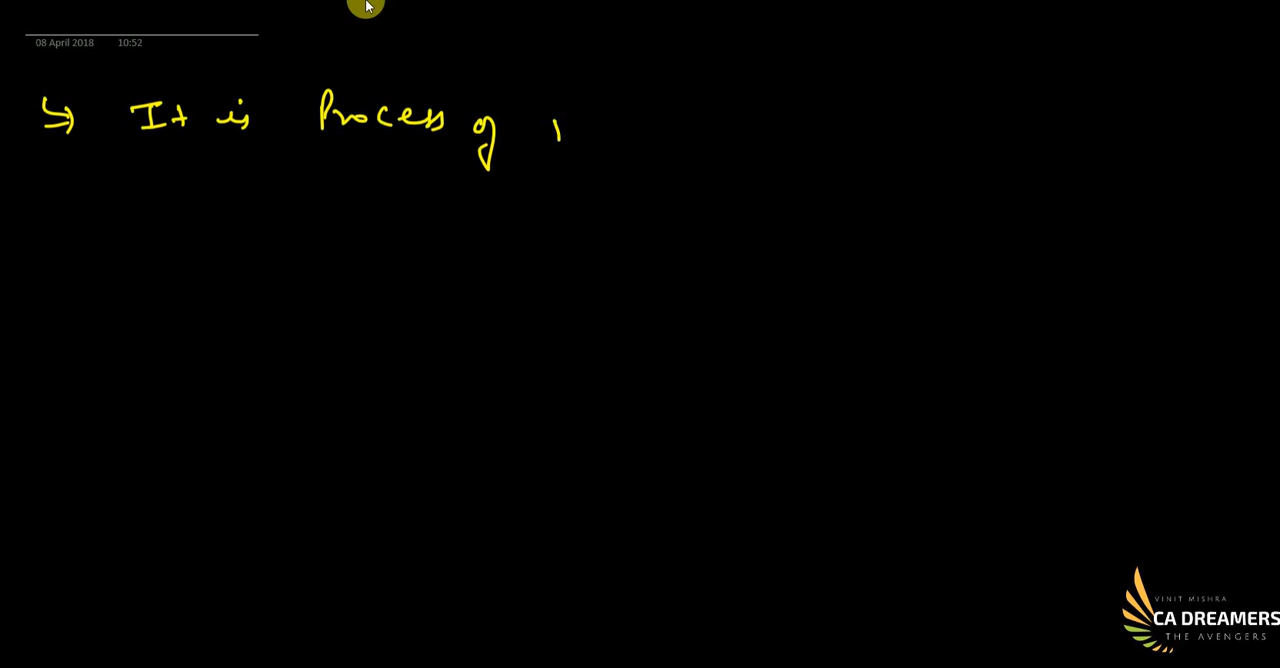 08 April 2018 10:52
↳ It is Process of
VINIT MISHRA
CA DREAMERS
THE AVENGERS